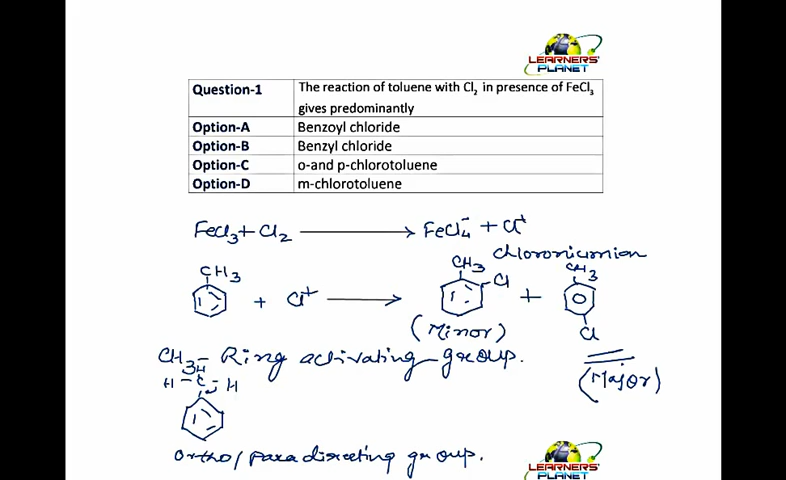 LEARNERS'
PLANET
Question-1 The reaction of toluene with Cl₂ in presence of FeCl₃
gives predominantly
Option-A Benzoyl chloride
Option-B Benzyl chloride
Option-C o-and p-chlorotoluene
Option-D m-chlorotoluene
FeCl₃ + Cl₂ ⟶ FeCl₄⁻ + Cl⁺
chloroniumion
CH₃ CH₃ CH₃
+ Cl⁺ ⟶ Cl +
Cl
(Minor)
CH₃- Ring activating group.
(Major)
H
H - C - H
ortho/para directing group.
LEARNERS'
PLANET